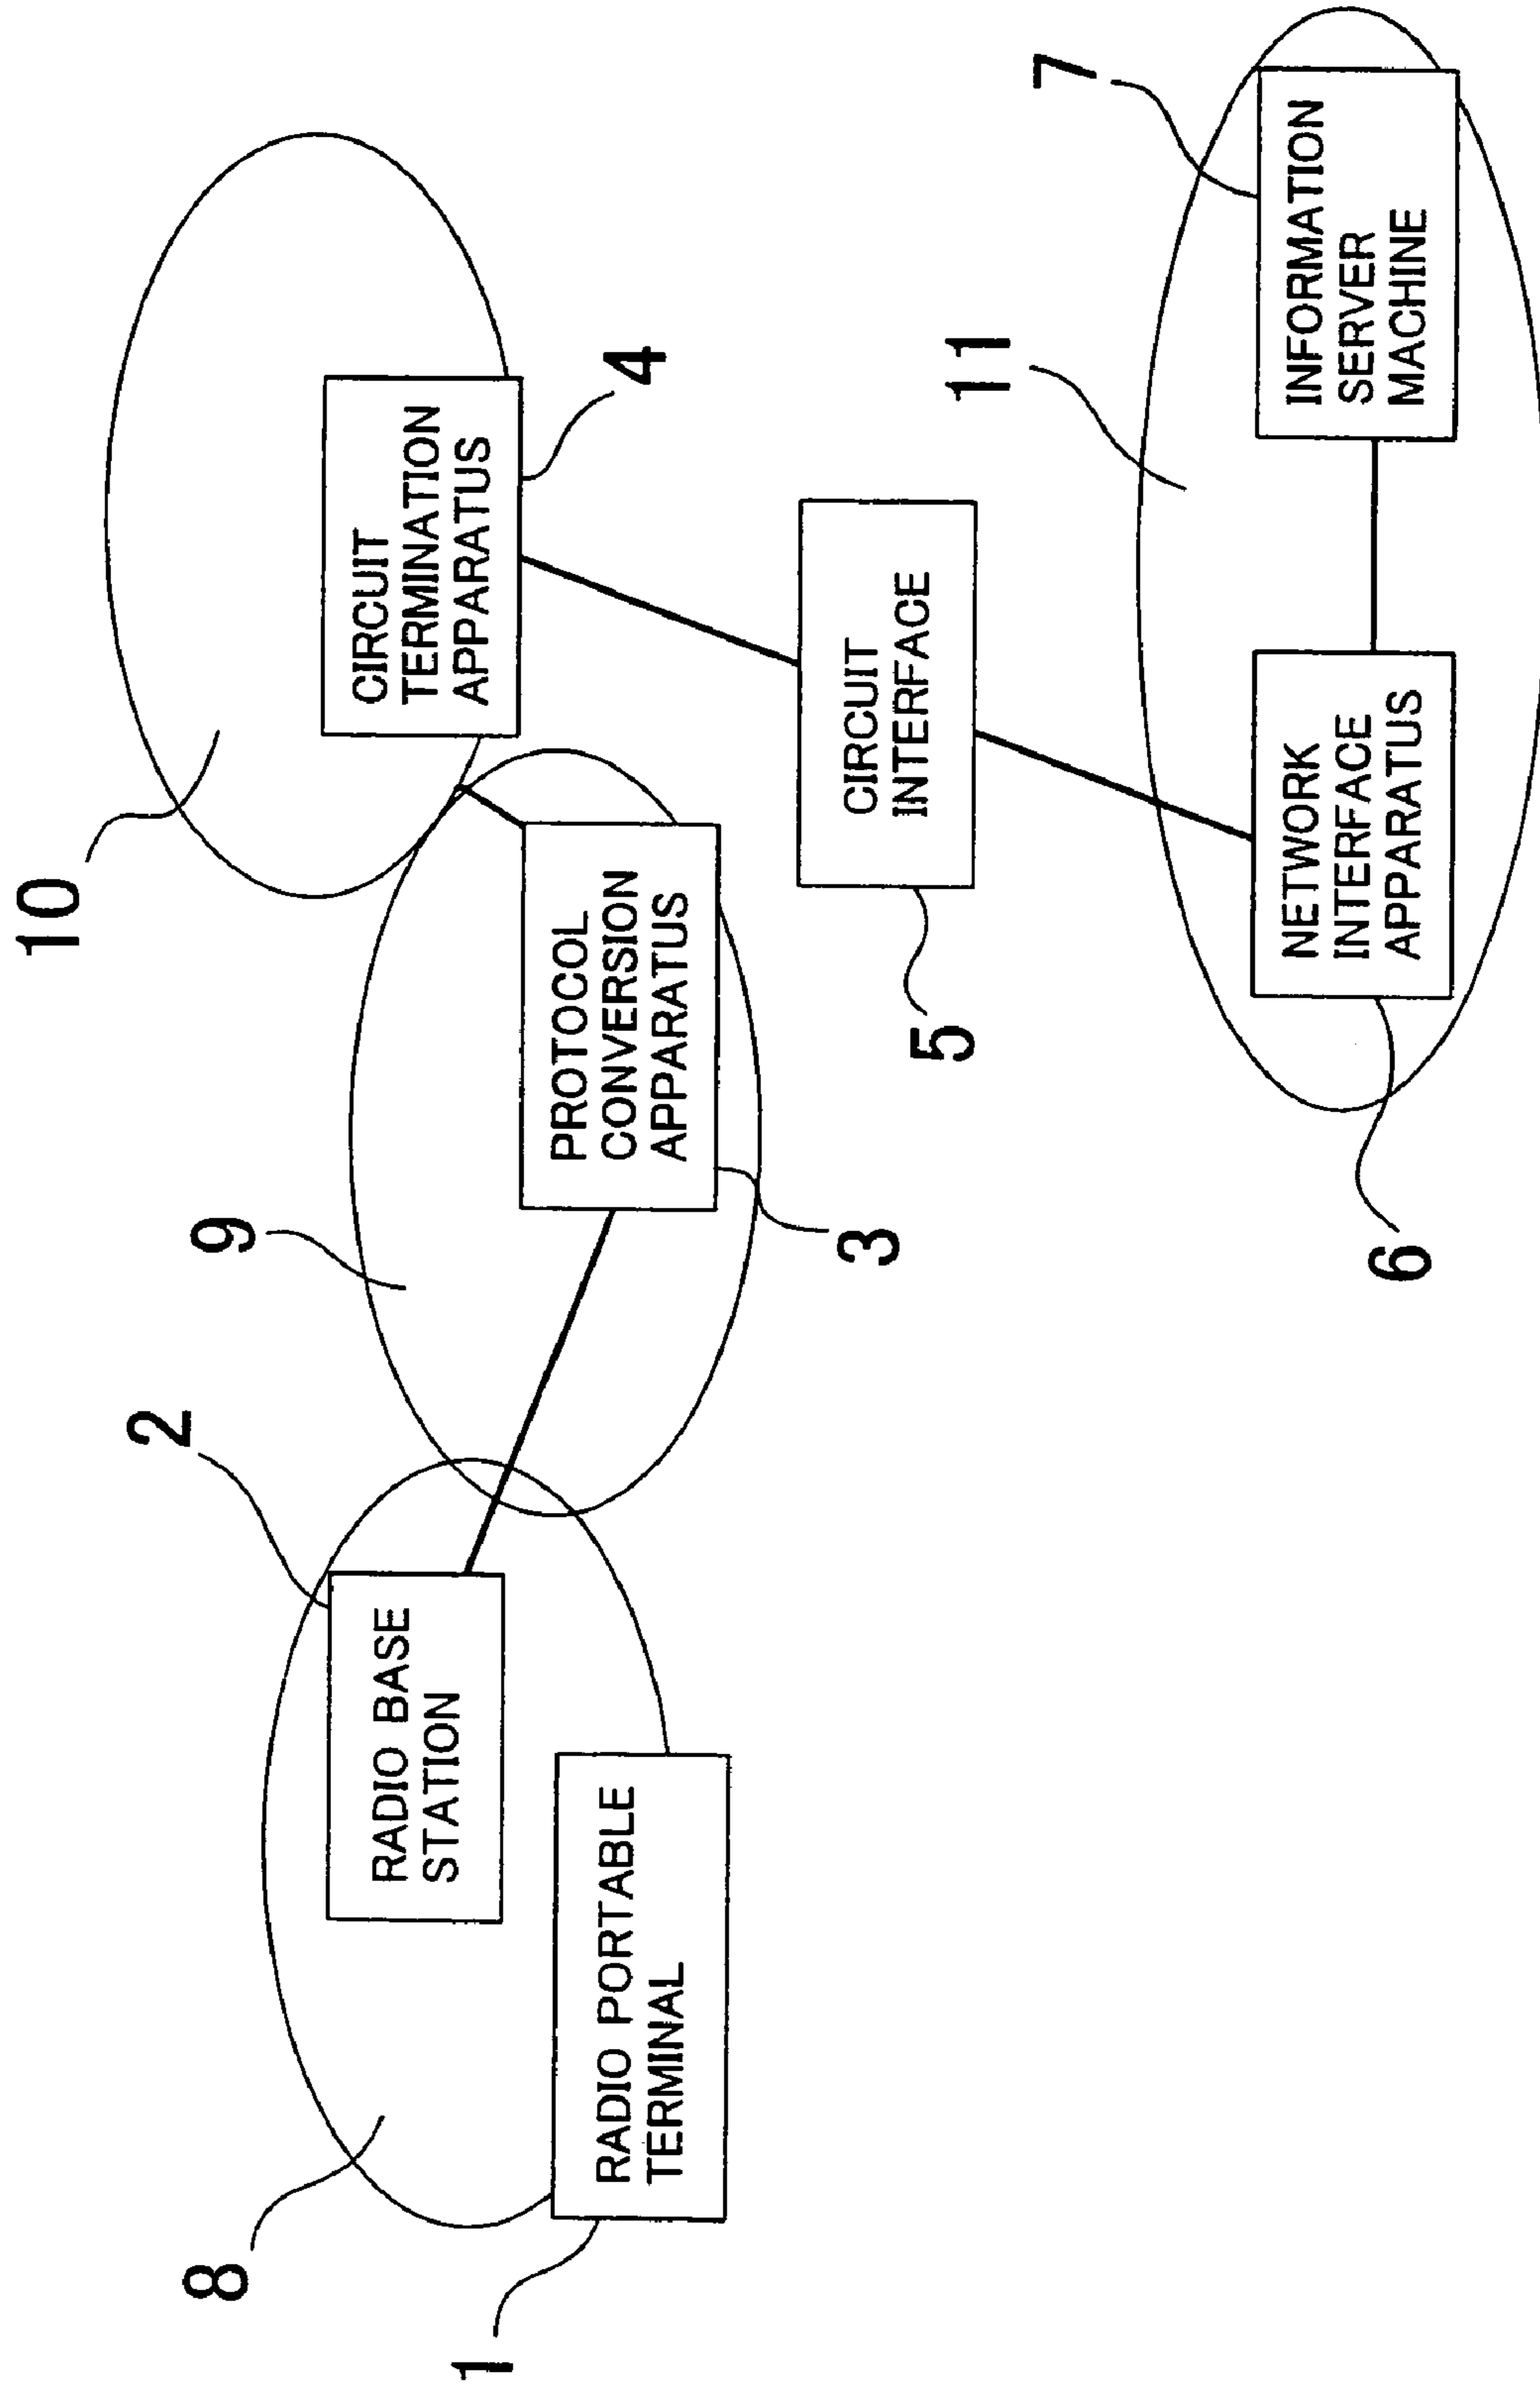 10
9
2
8
1
RADIO BASE
STATION
RADIO PORTABLE
TERMINAL
PROTOCOL
CONVERSION
APPARATUS
3
CIRCUIT
TERMINATION
APPARATUS
4
CIRCUIT
INTERFACE
5
11
7
NETWORK
INTERFACE
APPARATUS
6
INFORMATION
SERVER
MACHINE